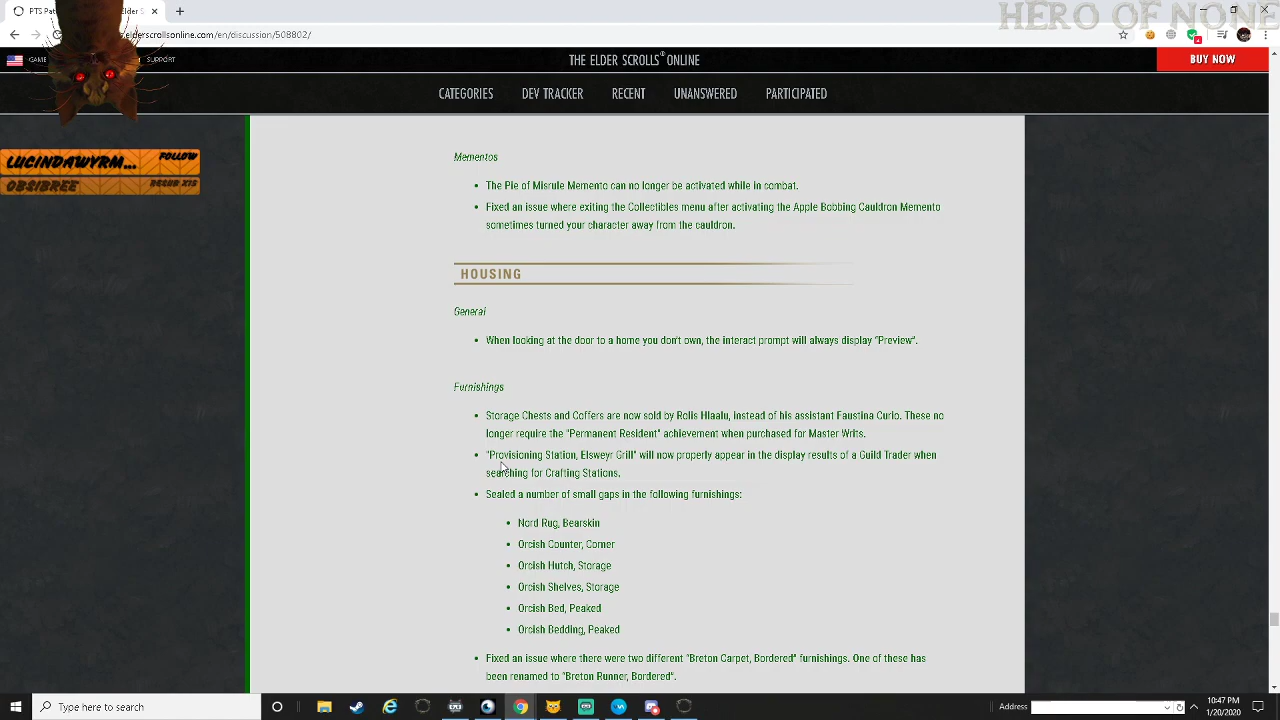 PTS Pat
HERO OF NONE
elderscrollsonline.com/en/discussion/508832/
GAME
SUPPORT
THE ELDER SCROLLS® ONLINE
BUY NOW
CATEGORIES DEV TRACKER RECENT UNANSWERED PARTICIPATED
LUCINDAWYRM... FOLLOW
OBSIBREE RESUB X15
Mementos
• The Pie of Misrule Memento can no longer be activated while in combat.
• Fixed an issue where exiting the Collectibles menu after activating the Apple Bobbing Cauldron Memento
sometimes turned your character away from the cauldron.
HOUSING
General
• When looking at the door to a home you don't own, the interact prompt will always display "Preview".
Furnishings
• Storage Chests and Coffers are now sold by Rolis Hlaalu, instead of his assistant Faustina Curio. These no
longer require the "Permanent Resident" achievement when purchased for Master Writs.
• "Provisioning Station, Elsweyr Grill" will now properly appear in the display results of a Guild Trader when
searching for Crafting Stations.
• Sealed a number of small gaps in the following furnishings:
• Nord Rug, Bearskin
• Orcish Counter, Corner
• Orcish Hutch, Storage
• Orcish Shelves, Storage
• Orcish Bed, Peaked
• Orcish Bedding, Peaked
• Fixed an issue where there were two different "Breton Carpet, Bordered" furnishings. One of these has
been renamed to "Breton Runner, Bordered".
Type here to search
Address
10:47 PM
1/20/2020